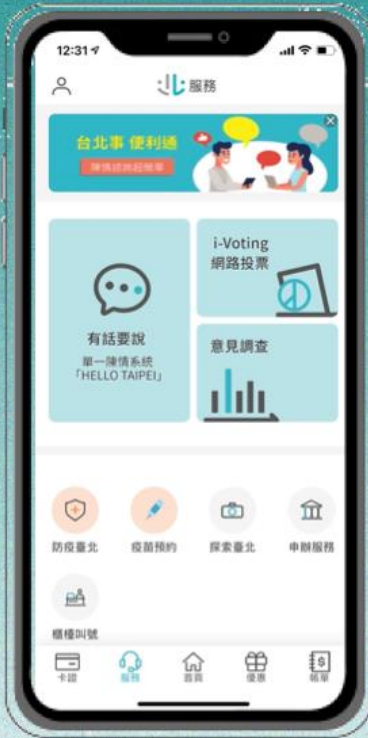 12:31
服務
台北事 便利通
陳情諮詢超簡單
有話要說
單一陳情系統
「HELLO TAIPEI」
i-Voting
網路投票
意見調查
防疫臺北
疫苗預約
探索臺北
申辦服務
櫃檯叫號
卡證
服務
首頁
優惠
帳單